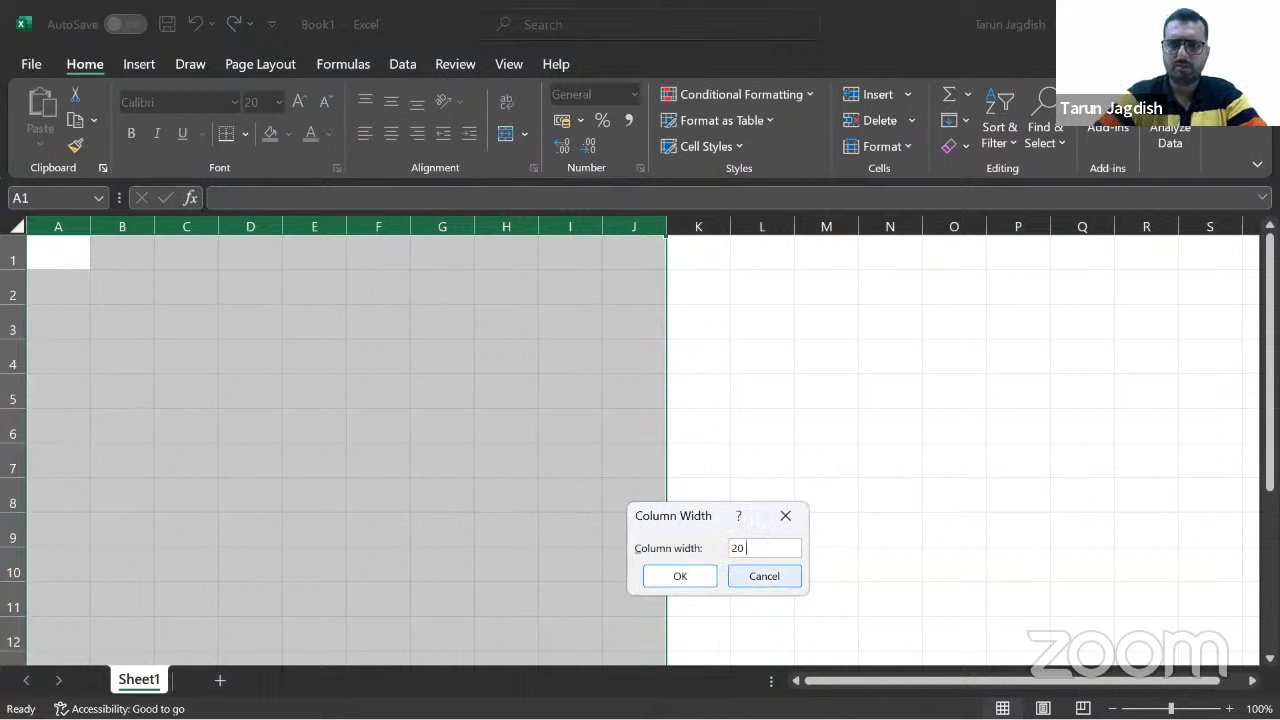 AutoSave Off Book1 - Excel Search Tarun Jagdish
File Home Insert Draw Page Layout Formulas Data Review View Help
Paste
Clipboard
Calibri 20
B I U
Font
ab
Alignment
General
% ,
Number
Conditional Formatting
Format as Table
Cell Styles
Styles
Insert
Delete
Format
Cells
Sort & Filter
Find & Select
Editing
Add-ins
Add-ins
Analyze Data
Tarun Jagdish
A1 fx
A B C D E F G H I J K L M N O P Q R S
1
2
3
4
5
6
7
8
9
10
11
12
Column Width ?
Column width: 20
OK Cancel
zoom
Sheet1
Ready Accessibility: Good to go 100%